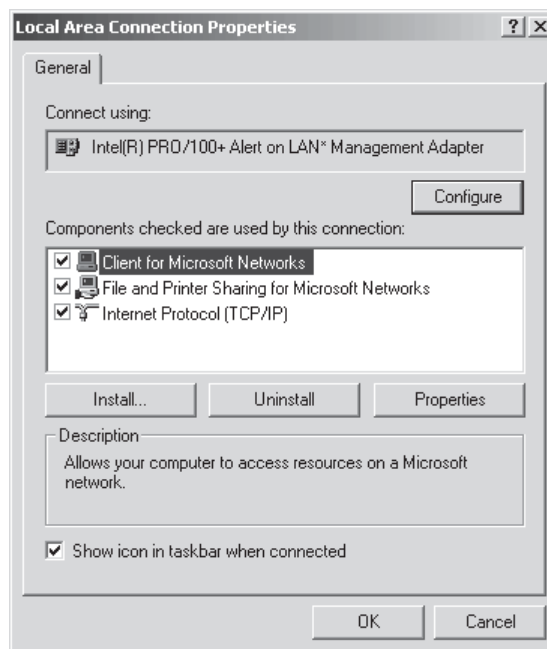 Local Area Connection Properties
General
Connect using:
Intel(R) PRO/100+ Alert on LAN* Management Adapter
Configure
Components checked are used by this connection:
Client for Microsoft Networks
File and Printer Sharing for Microsoft Networks
Internet Protocol (TCP/IP)
Install... Uninstall Properties
Description
Allows your computer to access resources on a Microsoft
network.
Show icon in taskbar when connected
OK Cancel